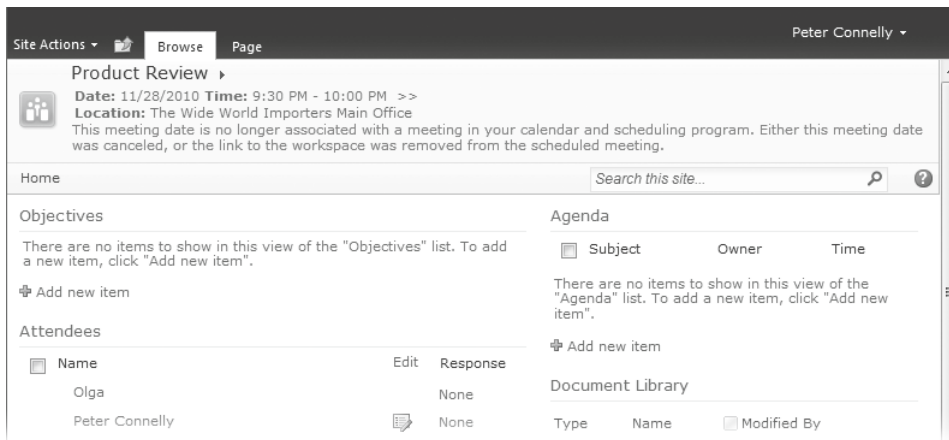 Peter Connelly
Site Actions Browse Page
Product Review
Date: 11/28/2010 Time: 9:30 PM - 10:00 PM >>
Location: The Wide World Importers Main Office
This meeting date is no longer associated with a meeting in your calendar and scheduling program. Either this meeting date
was canceled, or the link to the workspace was removed from the scheduled meeting.
Home Search this site... ?
Objectives
There are no items to show in this view of the "Objectives" list. To add
a new item, click "Add new item".
Add new item
Attendees
Name Edit Response
Olga None
Peter Connelly None
Agenda
Subject Owner Time
There are no items to show in this view of the
"Agenda" list. To add a new item, click "Add new
item".
Add new item
Document Library
Type Name Modified By